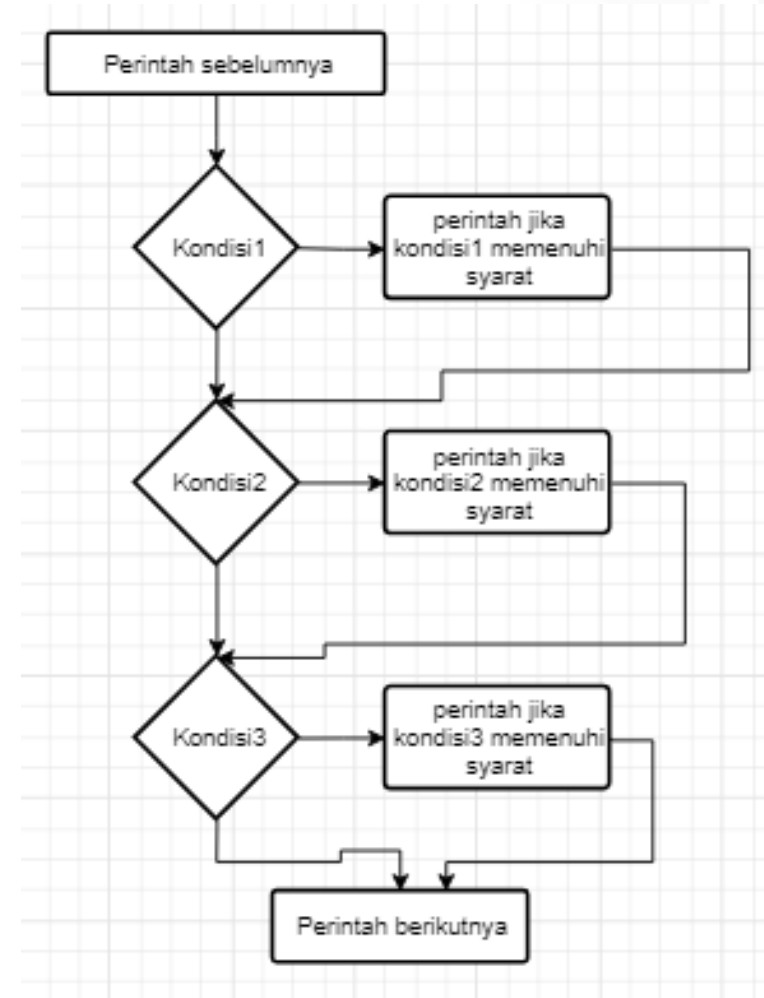 Perintah sebelumnya
Kondisi1
perintah jika
kondisi1 memenuhi
syarat
Kondisi2
perintah jika
kondisi2 memenuhi
syarat
Kondisi3
perintah jika
kondisi3 memenuhi
syarat
Perintah berikutnya